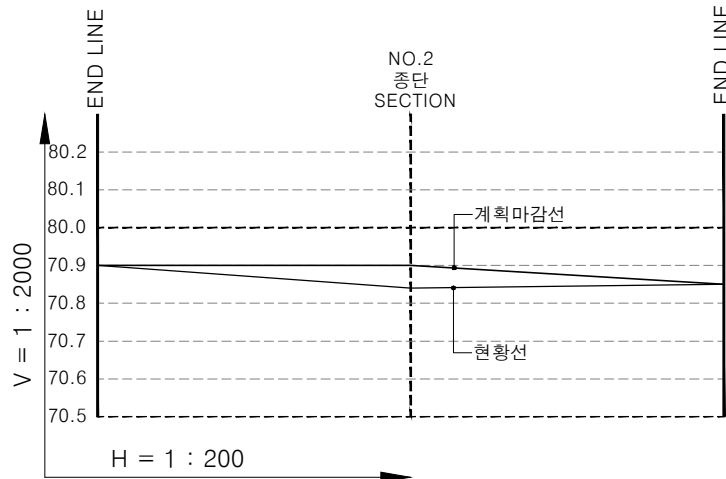 END LINE
NO.2
종단
SECTION
END LINE
80.2
80.1
80.0
70.9
70.8
70.7
70.6
70.5
계획마감선
현황선
V = 1 : 2000
H = 1 : 200